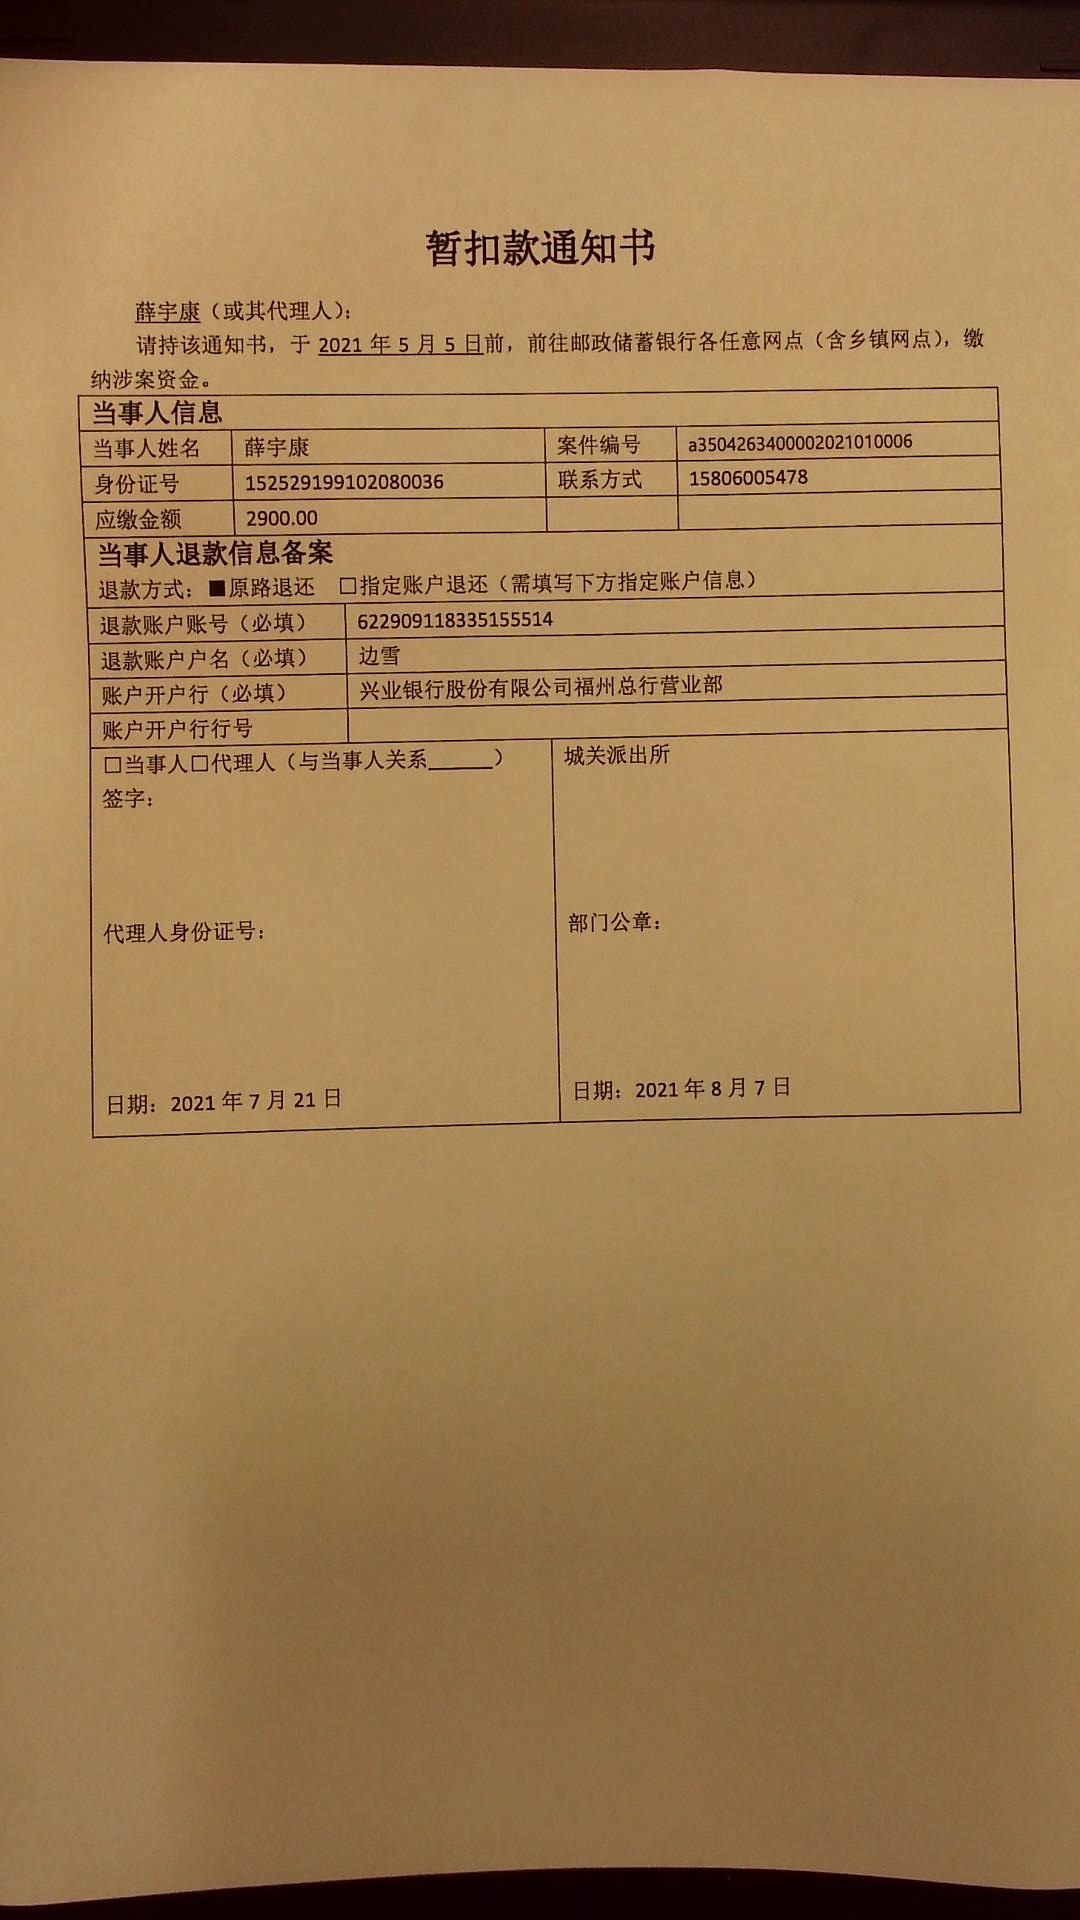 暂扣款通知书
薛宇康（或其代理人）：
请持该通知书，于 2021 年 5 月 5 日前，前往邮政储蓄银行各任意网点（含乡镇网点），缴
纳涉案资金。
当事人信息
当事人姓名 薛宇康 案件编号 a3504263400002021010006
身份证号 152529199102080036 联系方式 15806005478
应缴金额 2900.00
当事人退款信息备案
退款方式：■原路退还 □指定账户退还（需填写下方指定账户信息）
退款账户账号（必填） 622909118335155514
退款账户户名（必填） 边雪
账户开户行（必填） 兴业银行股份有限公司福州总行营业部
账户开户行行号
□当事人□代理人（与当事人关系______） 城关派出所
签字：
代理人身份证号： 部门公章：
日期：2021 年 7 月 21 日 日期：2021 年 8 月 7 日